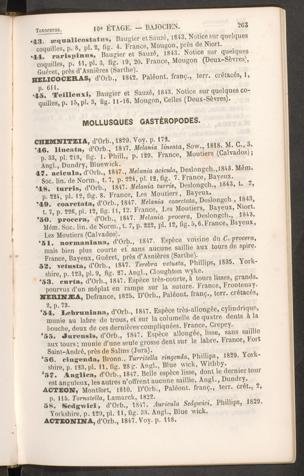 Toxoceras. 10e ÉTAGE. — BAJOCIEN. 263
*43. æqualicostatus, Baugier et Sauzé, 1843, Notice sur quelques
coquilles, p. 8, pl. 2, fig. 4. France, Mougon, près de Niort.
*44. rarispinus, Baugier et Sauzé, 1843. Notice sur quelques
coquilles, p. 11, pl. 3, fig. 19, 20. France, Mougon (Deux-Sèvres),
Guéret, près d'Asnières (Sarthe).
HELICOCERAS, d'Orb., 1842. Paléont. franç., terr. crétacés, 1,
p. 611.
*45. Teilleuxi, Baugier et Sauzé, 1843. Notice sur quelques co-
quilles, p. 15, pl. 3, fig. 11-16. Mougon, Celles (Deux-Sèvres).
MOLLUSQUES GASTÉROPODES.
CHEMNITZIA, d'Orb., 1829. Voy. p. 172.
*46. lineata, d'Orb., 1847. Melania lineata, Sow., 1818. M. C., 3,
p. 33, pl. 218, fig. 1. Phill., p. 129. France, Moutiers (Calvados);
Angl., Dundry, Bluewick.
47. acicula, d'Orb., 1847. Melania acicula, Deslongch., 1843. Mém.
Soc. lin. de Norm., t. 7, p. 224, pl. 12, fig. 7. France, Bayeux.
*48. turris, d'Orb., 1847. Melania turris, Deslongch., 1843, t. 7,
p. 224, pl. 12, fig. 8. France, Les Moutiers, Bayeux.
*49. coarctata, d'Orb., 1847. Melania coarctata, Deslongch., 1843,
t. 7, p. 226, pl. 12, fig. 11, 12. France, Les Moutiers, Bayeux, Niort.
*50. procera, d'Orb., 1847. Melania procera, Deslongch., 1843.
Mém. Soc. lin. de Norm., t. 7, p. 222, pl. 12, fig. 5, 6. France, Bayeux,
Les Moutiers (Calvados).
*51. normaniana, d'Orb., 1847. Espèce voisine du C. procera,
mais bien plus courte et sans aucune saillie aux tours de spire.
France, Bayeux, Guéret, près d'Asnières (Sarthe).
*52. vetusta, d'Orb., 1847. Terebra vetusta, Phillips, 1835. York-
shire, p. 123, pl. 9, fig. 27. Angl., Cloughton wyke.
*53. curta, d'Orb., 1847. Espèce très-courte, à tours lisses, grands,
pourvus d'un méplat en rampe sur la suture. France, Frontenay.
NERINÆA, Defrance, 1825. D'Orb., Paléont. franç., terr. crétacés,
2, p. 73.
*54. Lebruniana, d'Orb., 1847. Espèce très-allongée, cylindrique,
munie au labre de trous, et sur la columelle de quatre dents à la
bouche, deux de ces dernières compliquées. France, Crepey.
*55. Jurensis, d'Orb., 1847. Espèce allongée, lisse, sans saillie
aux tours; munie d'une seule grosse dent sur le labre. France, Fort
Saint-André, près de Salins (Jura).
*56. cingenda, Bronn., Turritella cingenda, Phillips, 1829. York-
shire, p. 123, pl. 11, fig. 28. Angl., Blue wick, Withby.
*57. Anglica, d'Orb., 1847. Belle espèce lisse, dont le dernier tour
est anguleux, les autres n'offrent aucune saillie. Angl., Dundry.
ACTEON, Montfort, 1810. D'Orb., Paléont. franç., terr. crét., 2,
p. 115. Tornatella, Lamarck, 1822.
58. Sedgvici, d'Orb., 1847. Auricula Sedgvici, Phillips, 1829.
Yorkshire, p. 129, pl. 11, fig. 33. Angl., Blue wick.
ACTEONINA, d'Orb., 1847. Voy. p. 118.